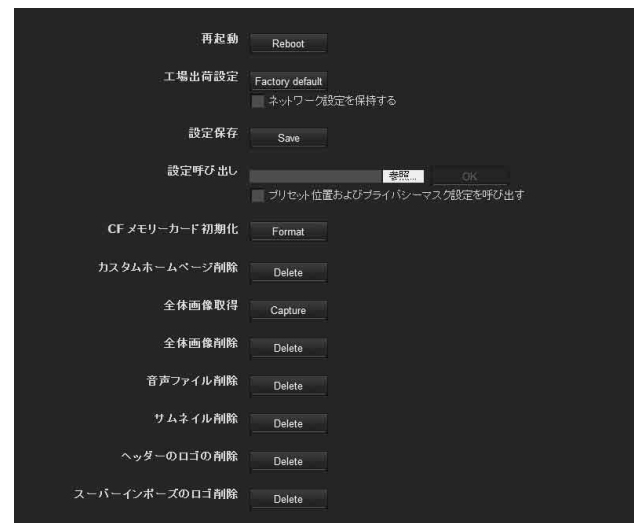 再起動 Reboot
工場出荷設定 Factory default
ネットワーク設定を保持する
設定保存 Save
設定呼び出し 参照... OK
プリセット位置およびプライバシーマスク設定を呼び出す
CFメモリーカード初期化 Format
カスタムホームページ削除 Delete
全体画像取得 Capture
全体画像削除 Delete
音声ファイル削除 Delete
サムネイル削除 Delete
ヘッダーのロゴの削除 Delete
スーパーインポーズのロゴ削除 Delete